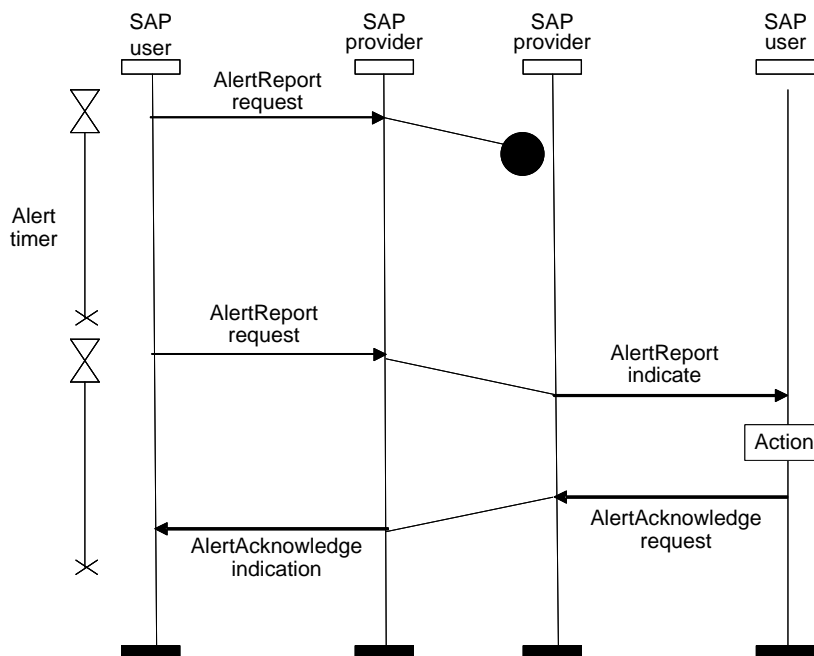 SAP
user
SAP
provider
SAP
provider
SAP
user
AlertReport
request
Alert
timer
AlertReport
request
AlertReport
indicate
Action
AlertAcknowledge
request
AlertAcknowledge
indication